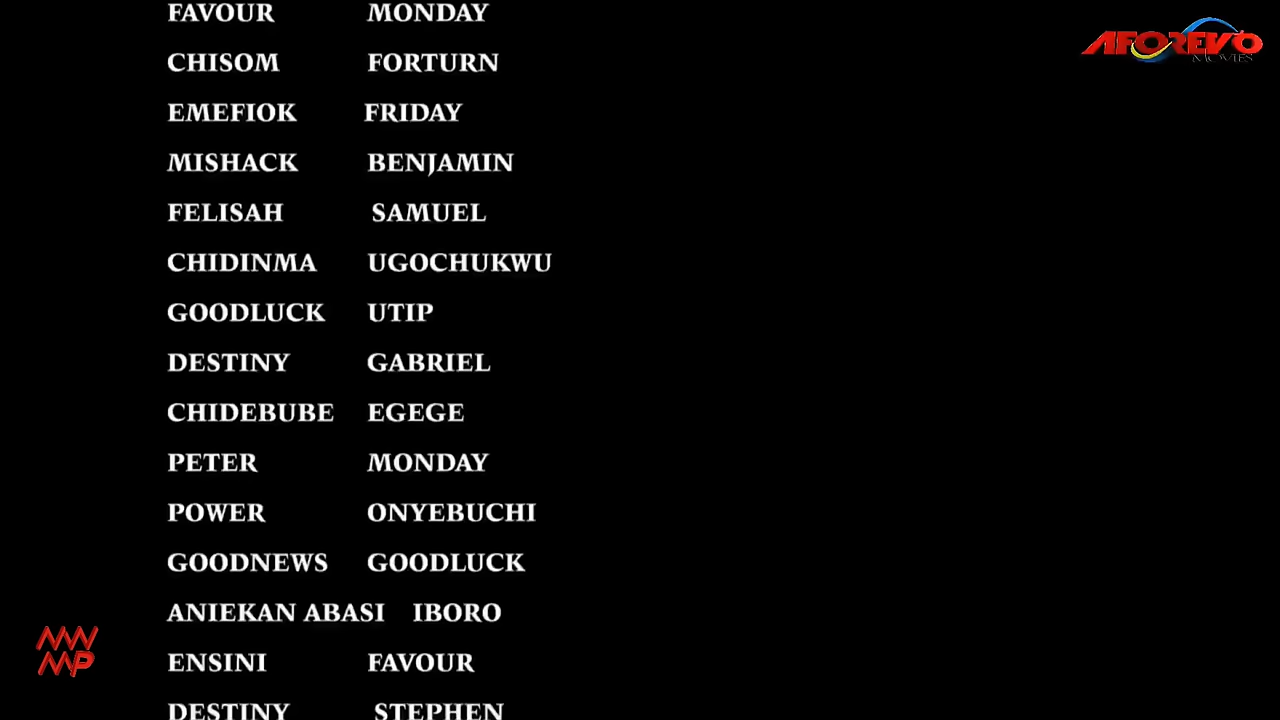 FAVOUR MONDAY
AFOREVO
MOVIES
CHISOM FORTURN
EMEFIOK FRIDAY
MISHACK BENJAMIN
FELISAH SAMUEL
CHIDINMA UGOCHUKWU
GOODLUCK UTIP
DESTINY GABRIEL
CHIDEBUBE EGEGE
PETER MONDAY
POWER ONYEBUCHI
GOODNEWS GOODLUCK
ANIEKAN ABASI IBORO
ENSINI FAVOUR
DESTINY STEPHEN